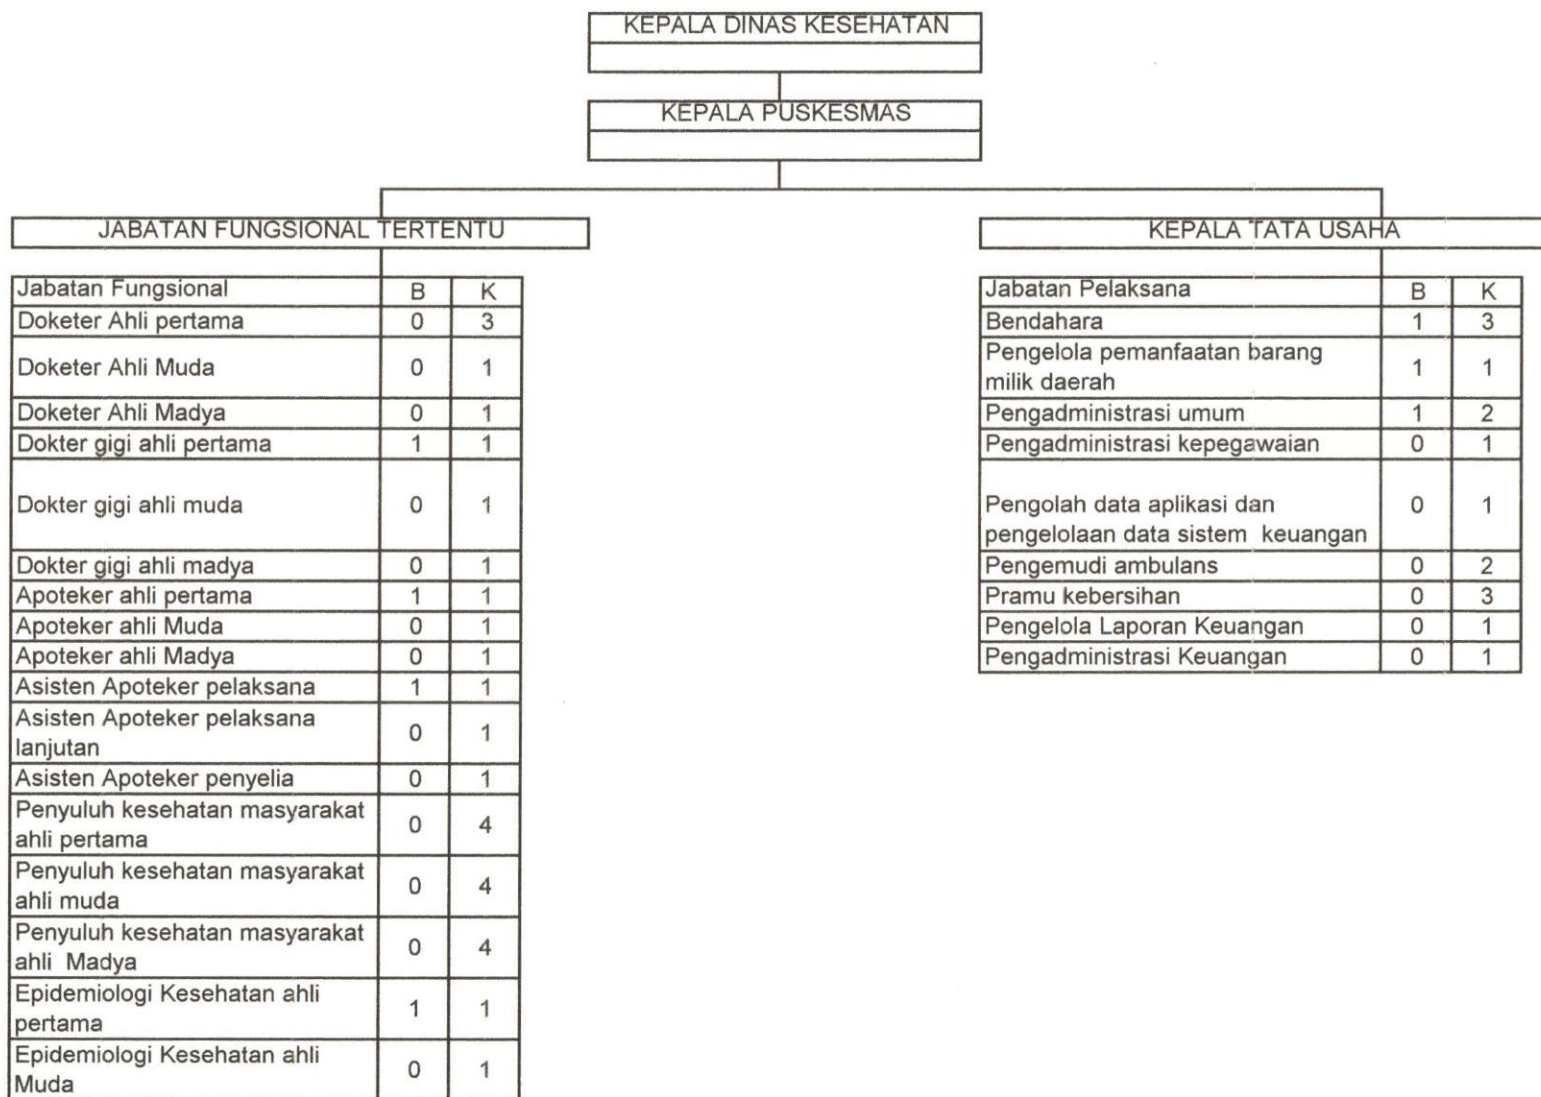 KEPALA DINAS KESEHATAN
KEPALA PUSKESMAS
JABATAN FUNGSIONAL TERTENTU
Jabatan Fungsional B K
Doketer Ahli pertama 0 3
Doketer Ahli Muda 0 1
Doketer Ahli Madya 0 1
Dokter gigi ahli pertama 1 1
Dokter gigi ahli muda 0 1
Dokter gigi ahli madya 0 1
Apoteker ahli pertama 1 1
Apoteker ahli Muda 0 1
Apoteker ahli Madya 0 1
Asisten Apoteker pelaksana 1 1
Asisten Apoteker pelaksana
lanjutan 0 1
Asisten Apoteker penyelia 0 1
Penyuluh kesehatan masyarakat
ahli pertama 0 4
Penyuluh kesehatan masyarakat
ahli muda 0 4
Penyuluh kesehatan masyarakat
ahli Madya 0 4
Epidemiologi Kesehatan ahli
pertama 1 1
Epidemiologi Kesehatan ahli
Muda 0 1
KEPALA TATA USAHA
Jabatan Pelaksana B K
Bendahara 1 3
Pengelola pemanfaatan barang
milik daerah 1 1
Pengadministrasi umum 1 2
Pengadministrasi kepegawaian 0 1
Pengolah data aplikasi dan
pengelolaan data sistem keuangan 0 1
Pengemudi ambulans 0 2
Pramu kebersihan 0 3
Pengelola Laporan Keuangan 0 1
Pengadministrasi Keuangan 0 1